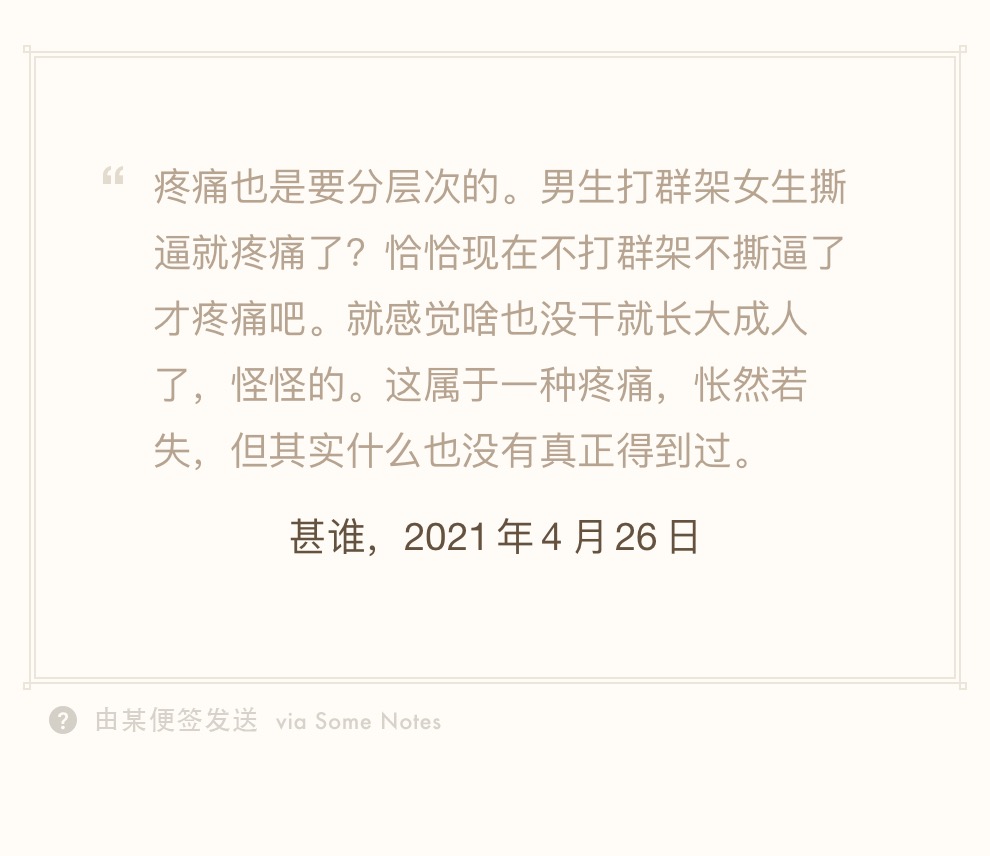 “ 疼痛也是要分层次的。男生打群架女生撕
逼就疼痛了？恰恰现在不打群架不撕逼了
才疼痛吧。就感觉啥也没干就长大成人
了，怪怪的。这属于一种疼痛，怅然若
失，但其实什么也没有真正得到过。
甚谁，2021 年 4 月 26 日
? 由某便签发送 via Some Notes